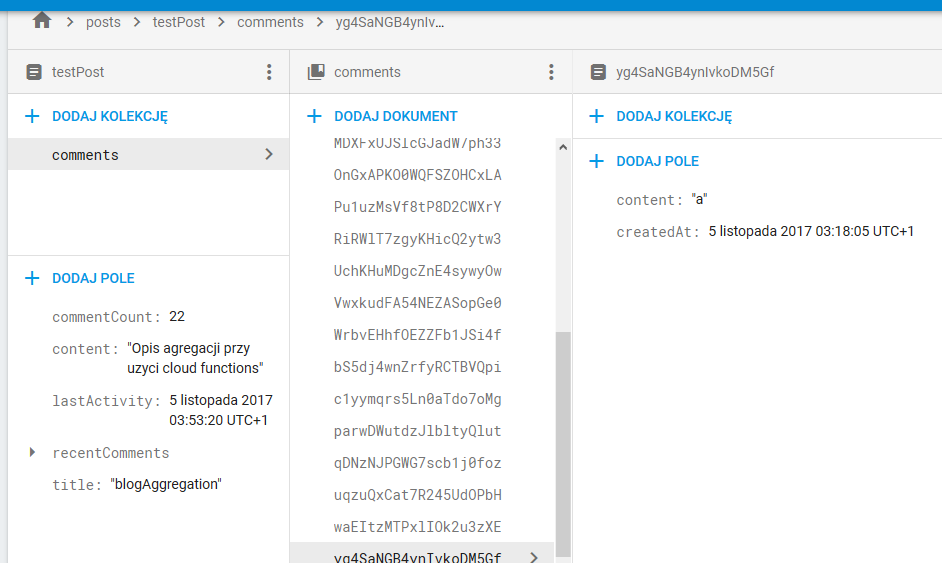 posts
testPost
comments
yg4SaNGB4ynIv…
testPost
comments
yg4SaNGB4ynIvkoDM5Gf
DODAJ KOLEKCJĘ
comments
DODAJ POLE
commentCount: 22
content: "Opis agregacji przy
uzyci cloud functions"
lastActivity: 5 listopada 2017
03:53:20 UTC+1
recentComments
title: "blogAggregation"
DODAJ DOKUMENT
MDXFxUJSlcGJadW7ph33
OnGxAPKO0WQFSZOHCxLA
Pu1uzMsVf8tP8D2CWXrY
RiRWlT7zgyKHicQ2ytw3
UchKHuMDgcZnE4sywyOw
VwxkudFA54NEZASopGe0
WrbvEHhfOEZZFb1JSi4f
bS5dj4wnZrfyRCTBVQpi
c1yymqrs5Ln0aTdo7oMg
parwDWutdzJlbltyQlut
qDNzNJPGWG7scb1j0foz
uqzuQxCat7R245UdOPbH
waEItzMTPxlIOk2u3zXE
yg4SaNGB4ynIvkoDM5Gf
DODAJ KOLEKCJĘ
DODAJ POLE
content: "a"
createdAt: 5 listopada 2017 03:18:05 UTC+1